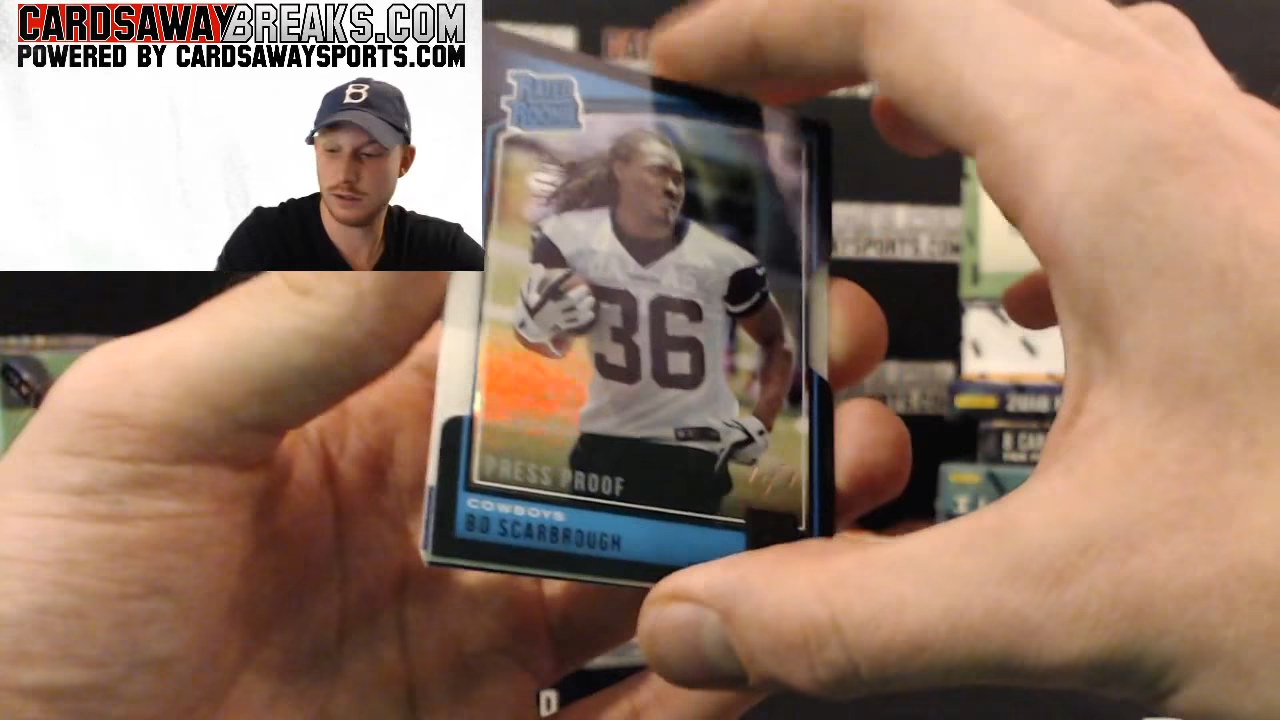 CARDSAWAYBREAKS.COM
POWERED BY CARDSAWAYSPORTS.COM
B
RATED
ROOKIE
36
PRESS PROOF
COWBOYS
BO SCARBROUGH